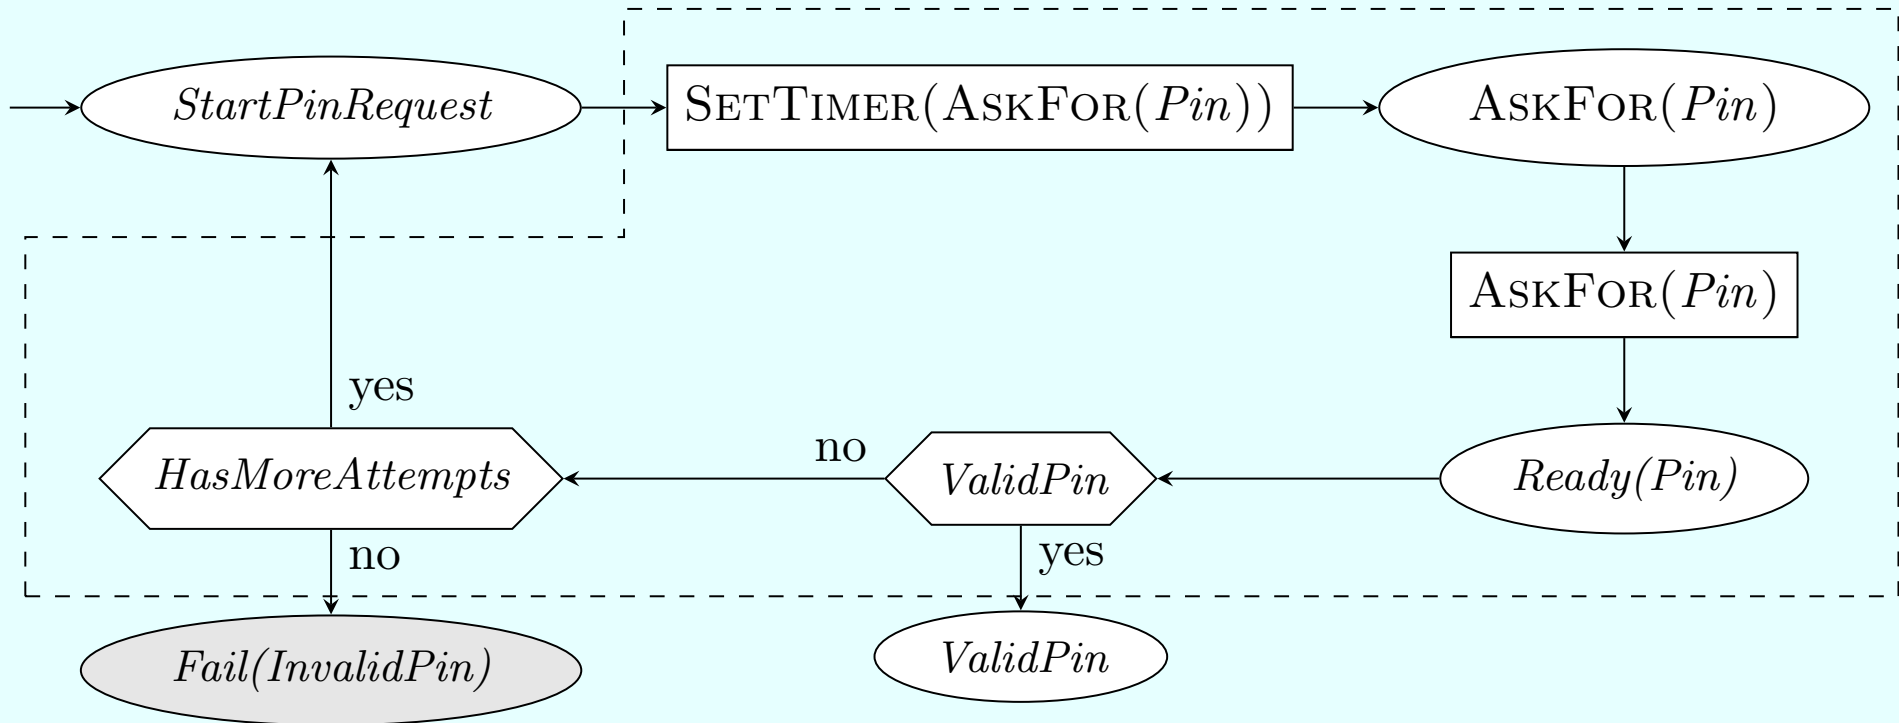 StartPinRequest
SETTIMER(ASKFOR(Pin))
ASKFOR(Pin)
ASKFOR(Pin)
yes
HasMoreAttempts
no
ValidPin
Ready(Pin)
no
yes
Fail(InvalidPin)
ValidPin